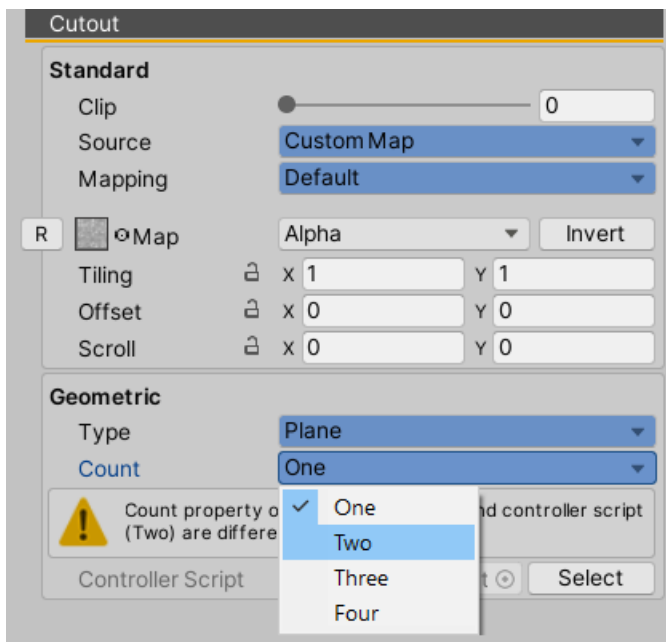 Cutout
Standard
Clip 0
Source Custom Map
Mapping Default
R Map Alpha Invert
Tiling X 1 Y 1
Offset X 0 Y 0
Scroll X 0 Y 0
Geometric
Type Plane
Count One
One
Two
Three
Four
Count property nd controller script
(Two) are differe
Controller Script Select